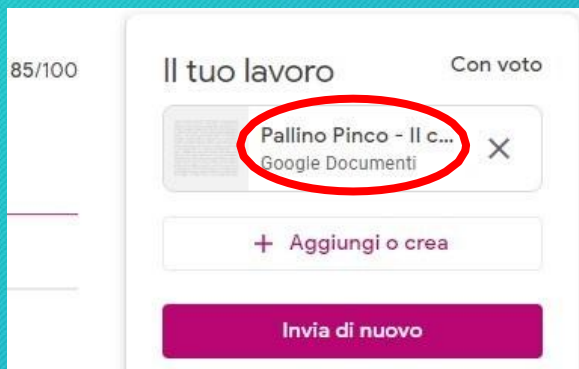 85/100
Il tuo lavoro
Con voto
Pallino Pinco - Il c...
Google Documenti
+ Aggiungi o crea
Invia di nuovo